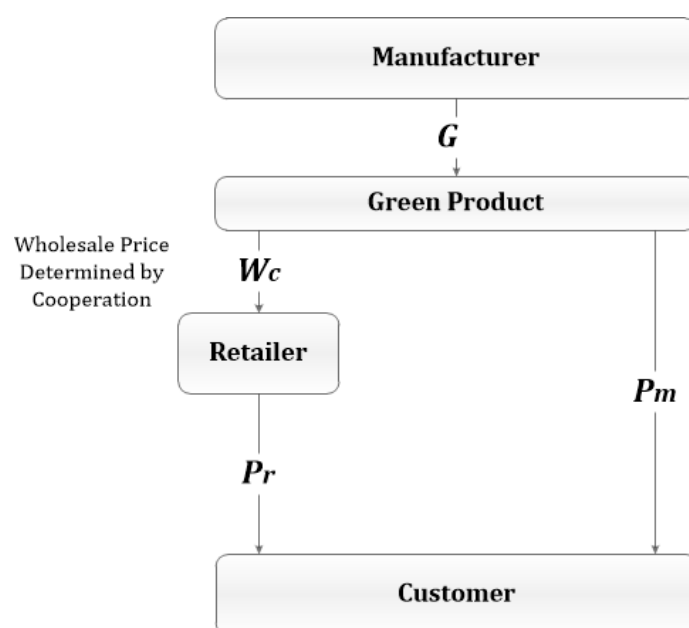 Manufacturer
G
Green Product
Wholesale Price
Determined by
Cooperation
Wc
Retailer
Pm
Pr
Customer